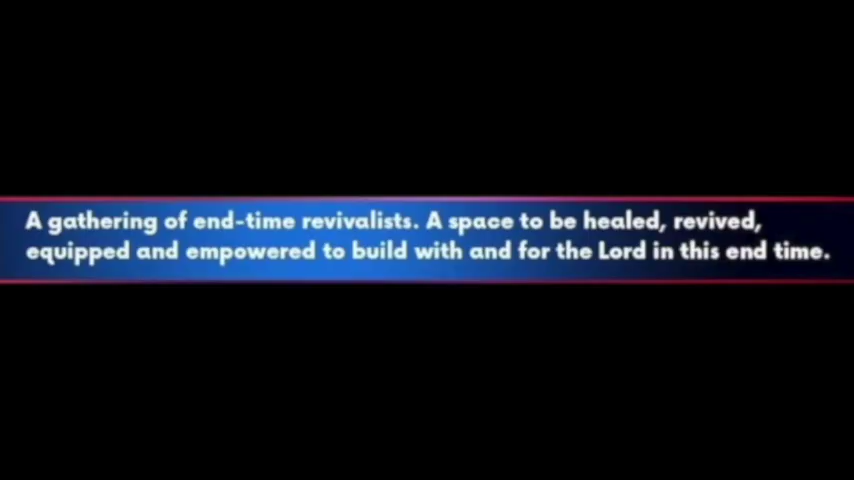 A gathering of end-time revivalists. A space to be healed, revived,
equipped and empowered to build with and for the Lord in this end time.